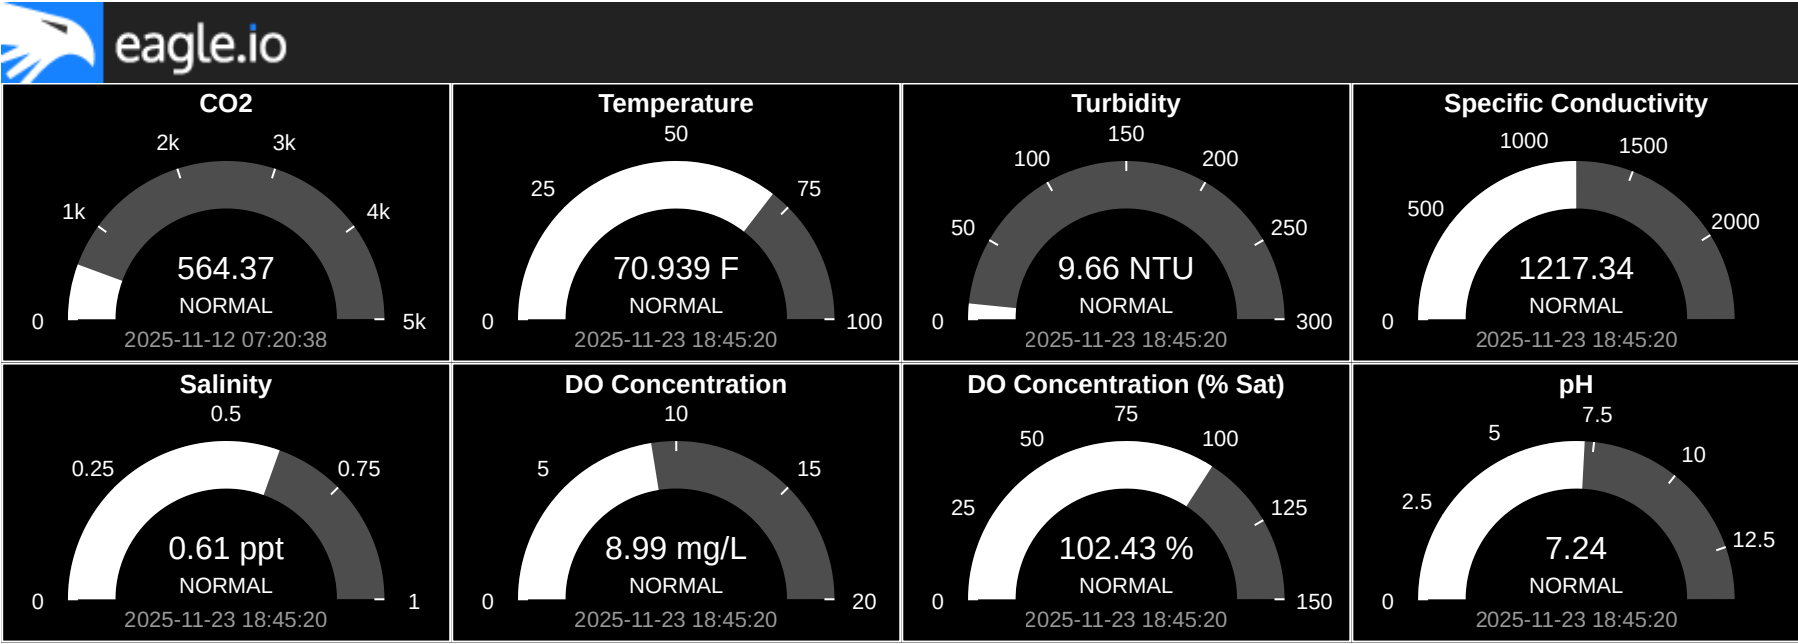 eagle.io
CO2
2k
3k
1k
4k
564.37
NORMAL
0
5k
2025-11-12 07:20:38
Temperature
50
25
75
70.939 F
NORMAL
0
100
2025-11-23 18:45:20
Turbidity
150
100
200
50
250
9.66 NTU
NORMAL
0
300
2025-11-23 18:45:20
Specific Conductivity
1000
1500
500
2000
1217.34
NORMAL
0
2025-11-23 18:45:20
Salinity
0.5
0.25
0.75
0.61 ppt
NORMAL
0
1
2025-11-23 18:45:20
DO Concentration
10
5
15
8.99 mg/L
NORMAL
0
20
2025-11-23 18:45:20
DO Concentration (% Sat)
75
50
100
25
125
102.43 %
NORMAL
0
150
2025-11-23 18:45:20
pH
7.5
5
10
2.5
12.5
7.24
NORMAL
0
2025-11-23 18:45:20